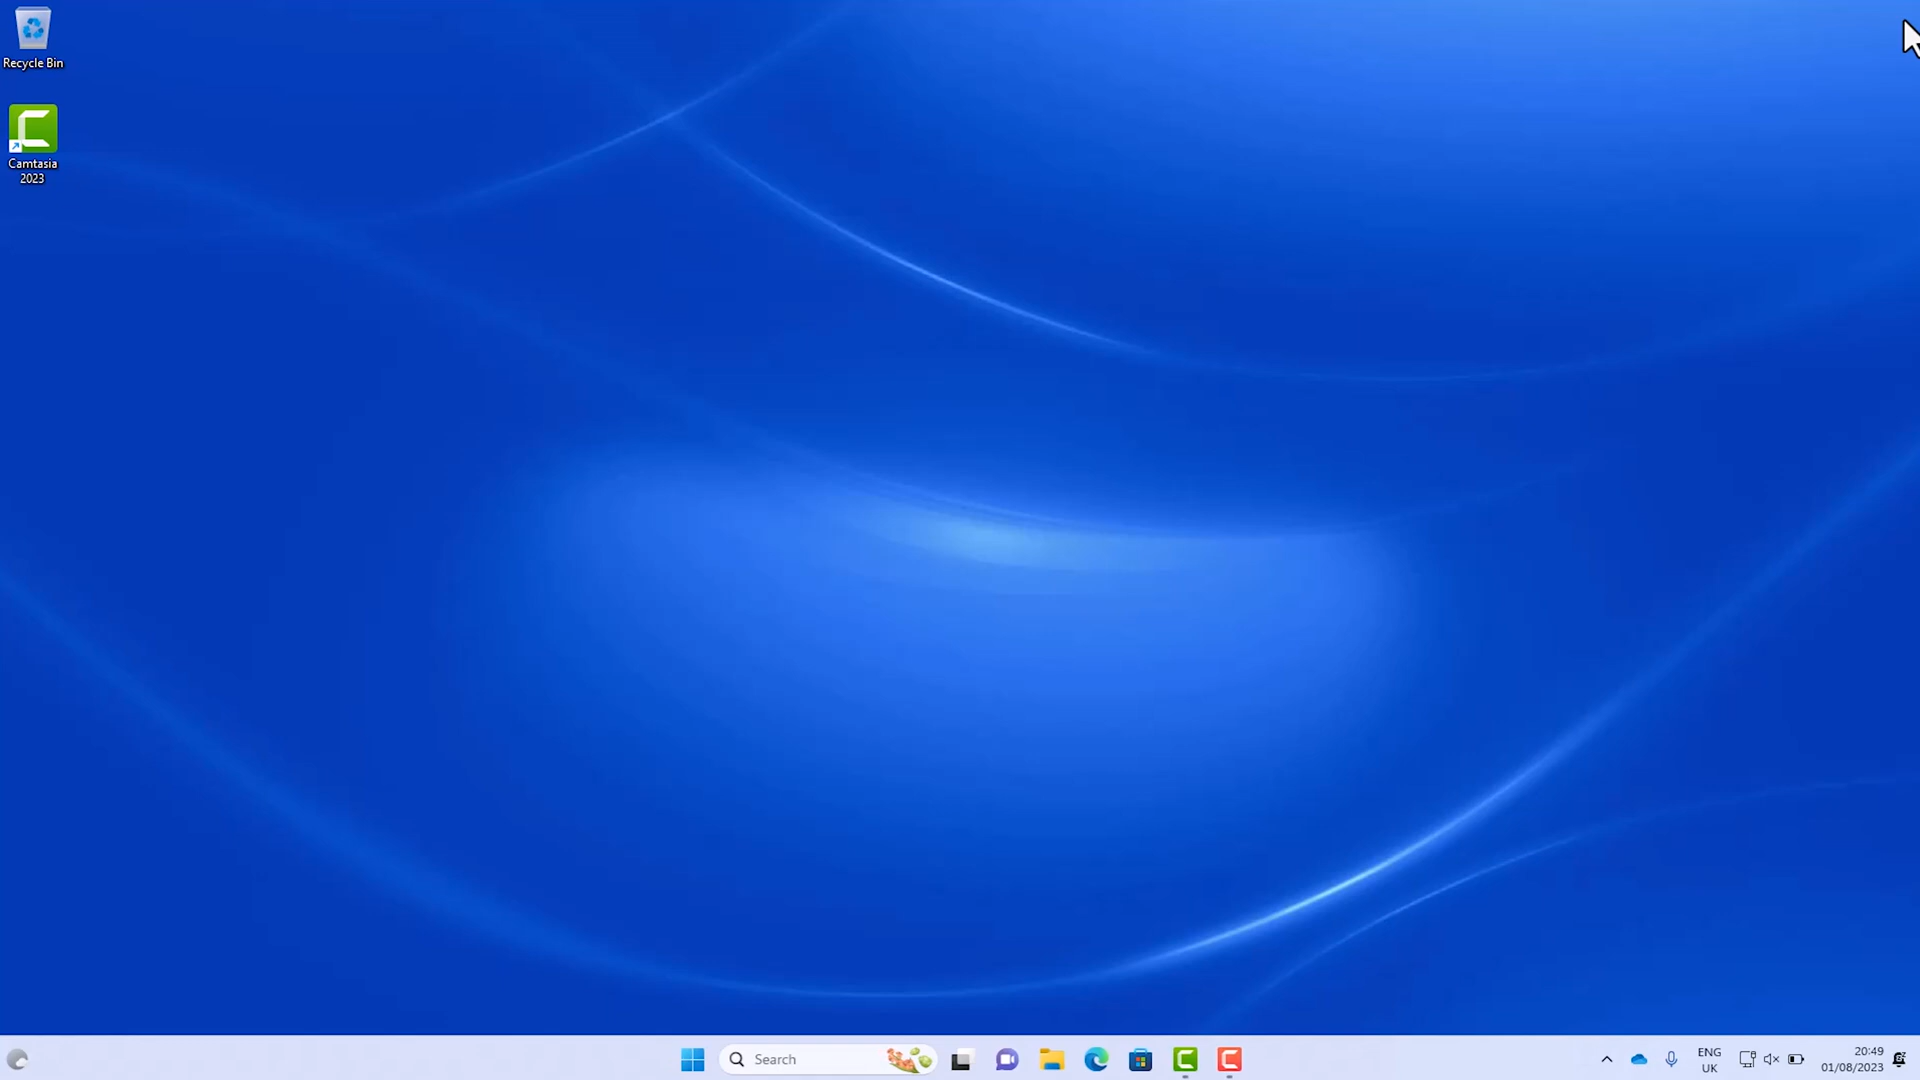 Recycle Bin
Camtasia
2023
Search
ENG
UK
20:49
01/08/2023